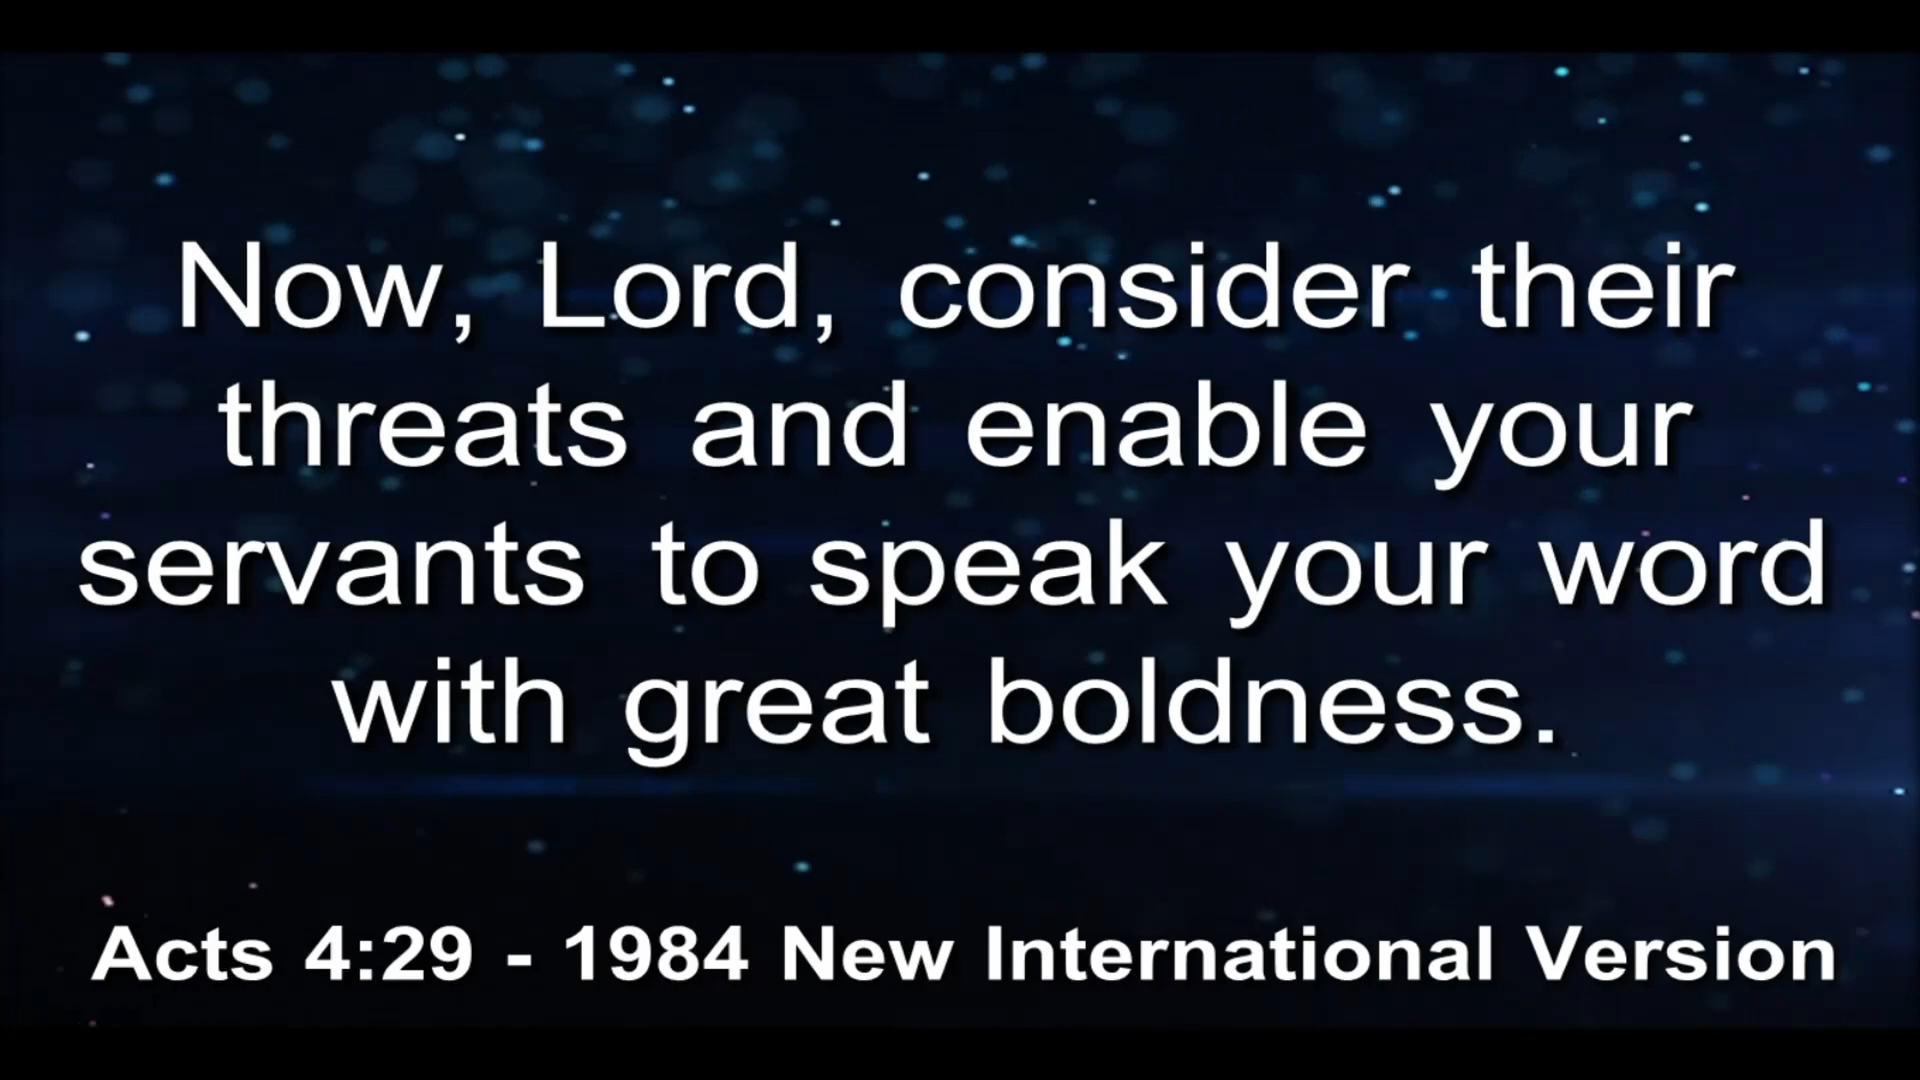 Now, Lord, consider their
threats and enable your
servants to speak your word
with great boldness.
Acts 4:29 - 1984 New International Version